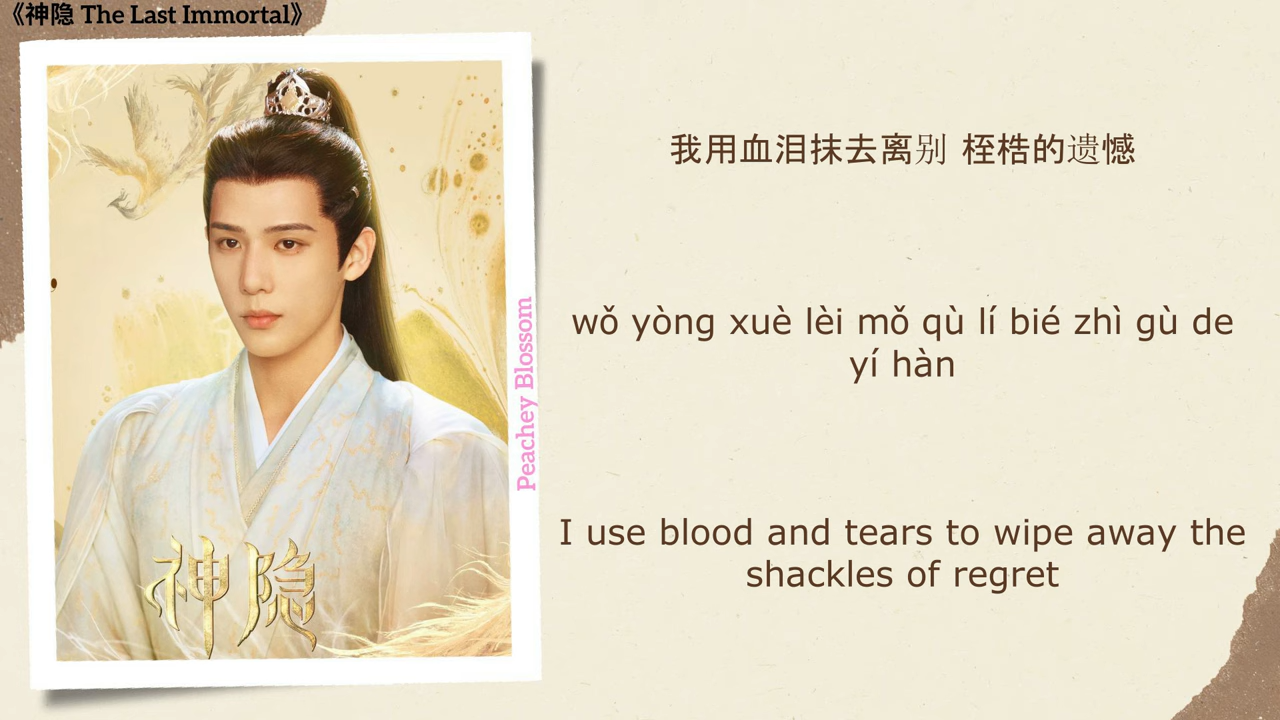 《神隐 The Last Immortal》
我用血泪抹去离别 桎梏的遗憾
wǒ yòng xuè lèi mǒ qù lí bié zhì gù de
yí hàn
I use blood and tears to wipe away the
shackles of regret
Peachey Blossom
神隐